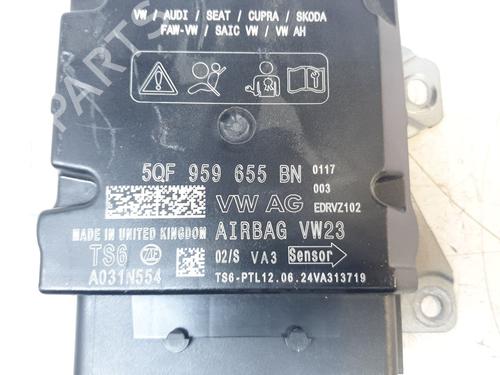 VW / AUDI / SEAT / CUPRA / SKODA
FAW-VW / SAIC VW / VW AH
5QF 959 655 BN 0117
003
VW AG EDRVZ102
MADE IN UNITED KINGDOM AIRBAG VW23
TS6 02/S VA3 Sensor
A031N554 TS6-PTL12.06.24VA313719